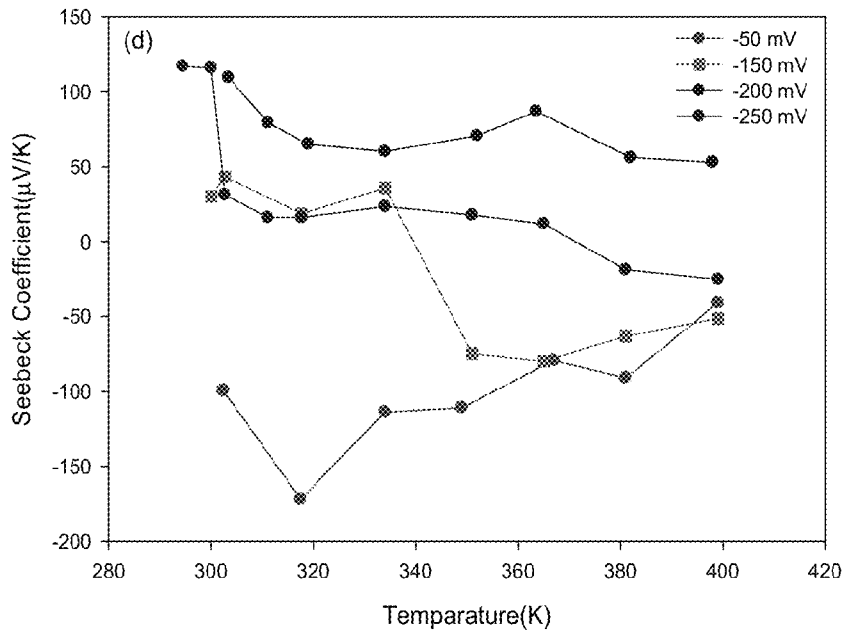 (d)
-50 mV
-150 mV
-200 mV
-250 mV
150
100
50
0
-50
-100
-150
-200
Seebeck Coefficient(μV/K)
280 300 320 340 360 380 400 420
Temparature(K)